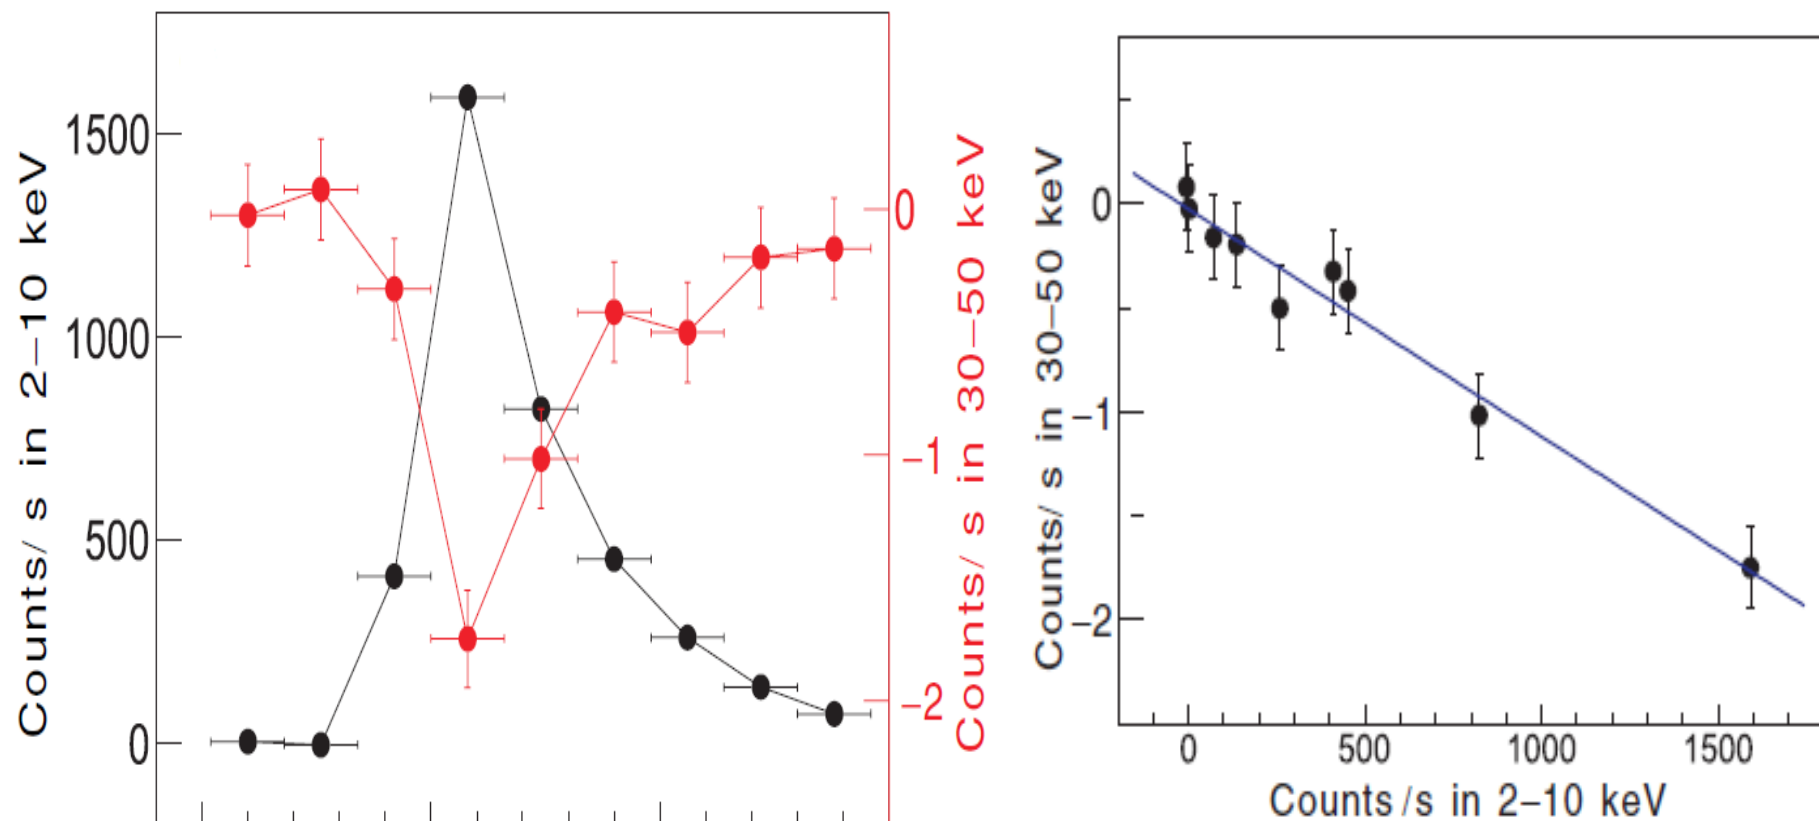 Counts/ s in 2–10 keV
1500
1000
500
0
0
–1
–2
Counts/ s in 30–50 keV
Counts/ s in 30–50 keV
0
–1
–2
0 500 1000 1500
Counts /s in 2–10 keV